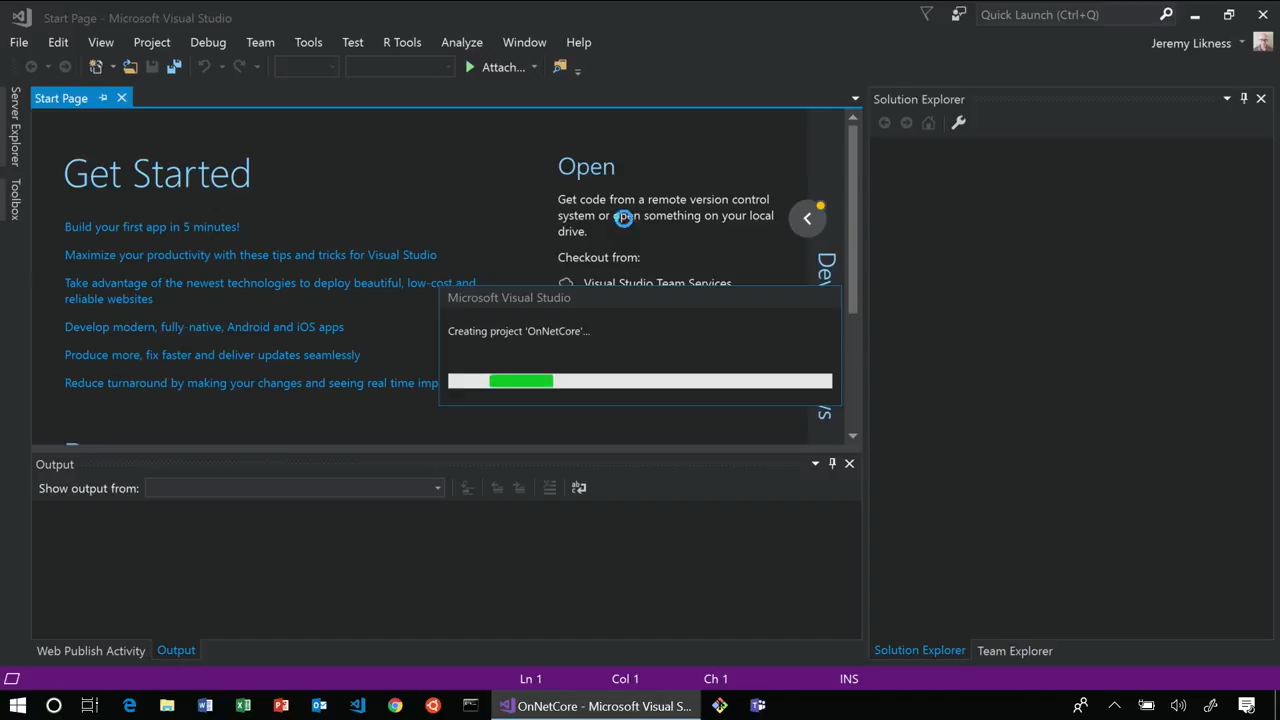 Start Page - Microsoft Visual Studio
Quick Launch (Ctrl+Q)
File Edit View Project Debug Team Tools Test R Tools Analyze Window Help
Jeremy Likness
Attach...
Server Explorer
Toolbox
Start Page
Get Started
Build your first app in 5 minutes!
Maximize your productivity with these tips and tricks for Visual Studio
Take advantage of the newest technologies to deploy beautiful, low-cost and
reliable websites
Develop modern, fully-native, Android and iOS apps
Produce more, fix faster and deliver updates seamlessly
Reduce turnaround by making your changes and seeing real time imp
Open
Get code from a remote version control
system or open something on your local
drive.
Checkout from:
Visual Studio Team Services
Microsoft Visual Studio
Creating project 'OnNetCore'...
Solution Explorer
Output
Show output from:
Web Publish Activity Output
Solution Explorer Team Explorer
Ln 1 Col 1 Ch 1 INS
OnNetCore - Microsoft Visual S...